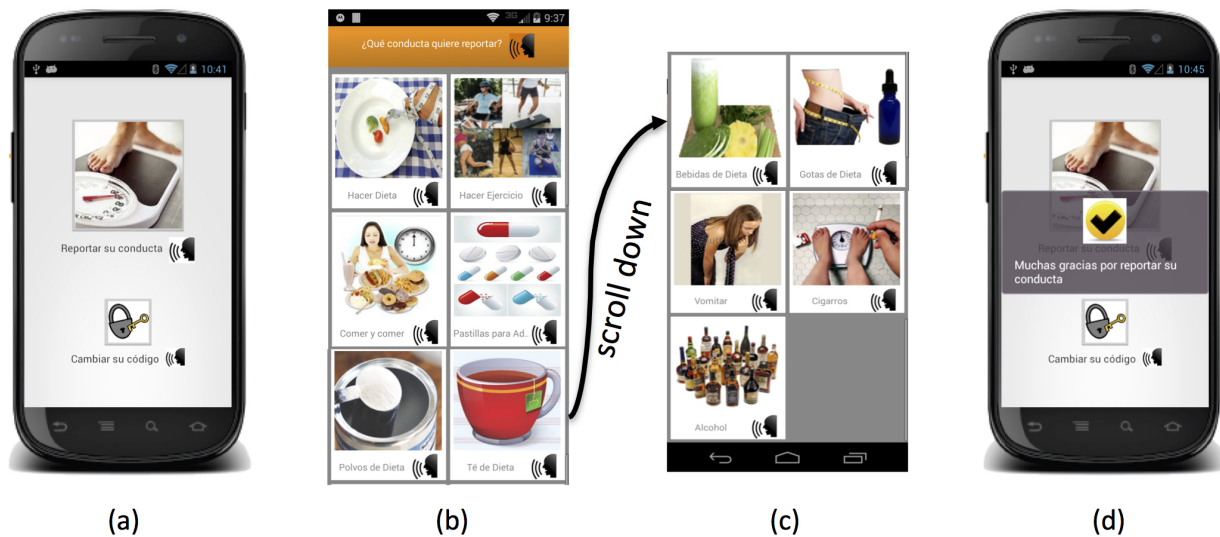 10:41
Reportar su conducta
Cambiar su código
(a)
3G 9:37
¿Qué conducta quiere reportar?
Hacer Dieta
Hacer Ejercicio
Comer y comer
Pastillas para Ad..
Polvos de Dieta
Té de Dieta
(b)
scroll down
Bebidas de Dieta
Gotas de Dieta
Vomitar
Cigarros
Alcohol
(c)
10:45
Reportar su conducta
Muchas gracias por reportar su
conducta
Cambiar su código
(d)